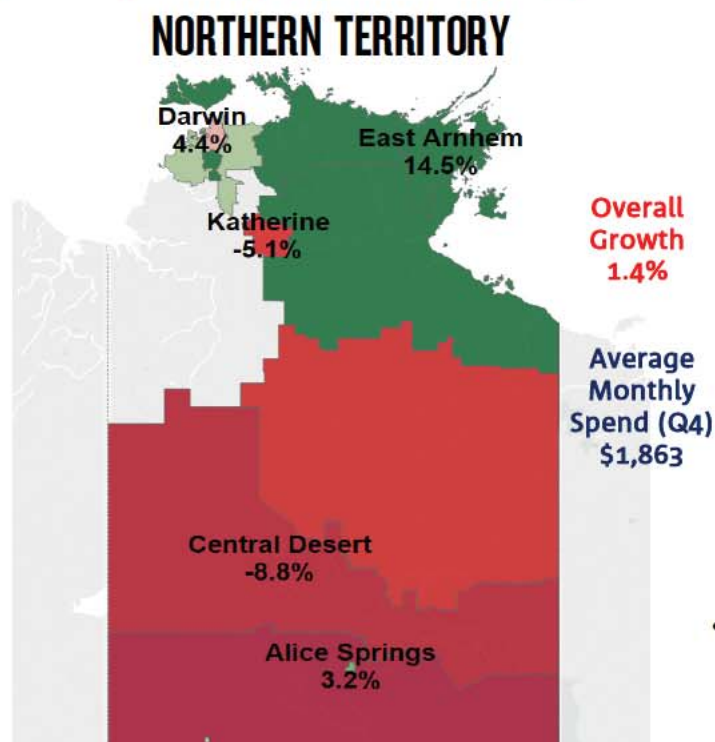 NORTHERN TERRITORY
Darwin
4.4%
East Arnhem
14.5%
Katherine
-5.1%
Overall
Growth
1.4%
Average
Monthly
Spend (Q4)
$1,863
Central Desert
-8.8%
Alice Springs
3.2%